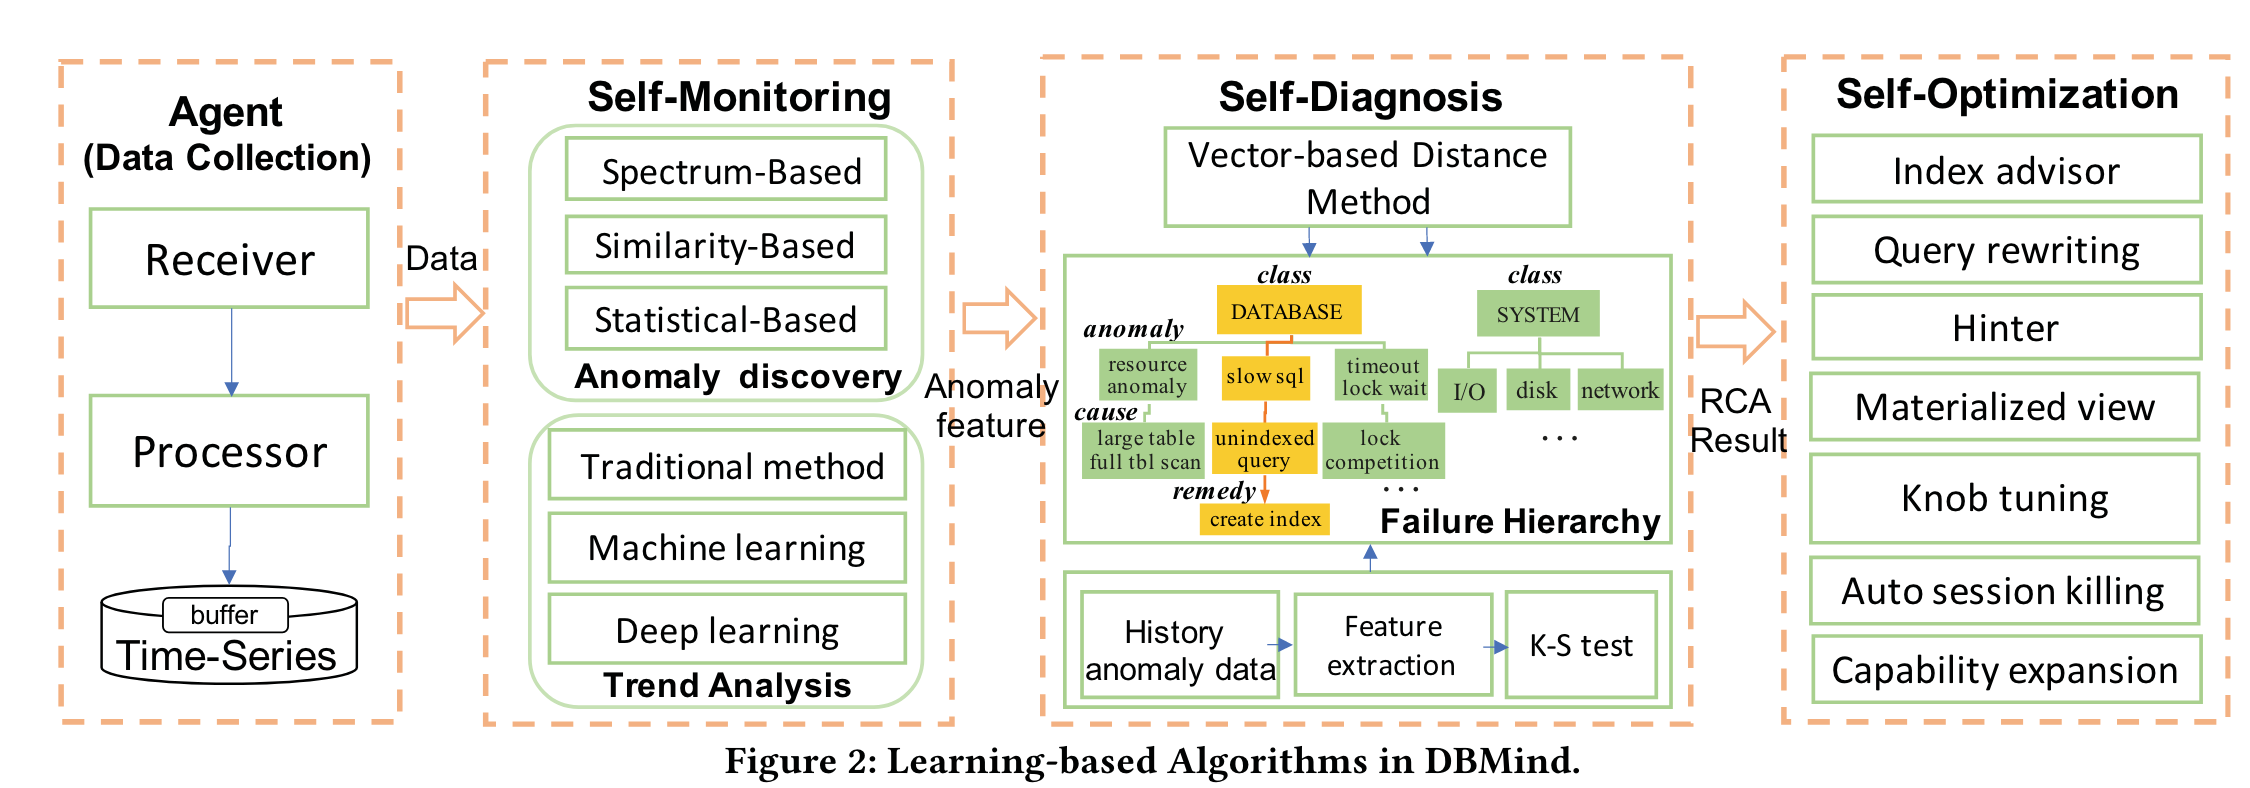 Agent
(Data Collection)
Receiver
Processor
buffer
Time-Series
Data
Self-Monitoring
Spectrum-Based
Similarity-Based
Statistical-Based
Anomaly discovery
Traditional method
Machine learning
Deep learning
Trend Analysis
Anomaly
feature
Self-Diagnosis
Vector-based Distance
Method
class
class
DATABASE
SYSTEM
anomaly
resource
anomaly
slow sql
timeout
lock wait
I/O
disk
network
cause
large table
full tbl scan
unindexed
query
lock
competition
...
...
remedy
create index
Failure Hierarchy
History
anomaly data
Feature
extraction
K-S test
RCA
Result
Self-Optimization
Index advisor
Query rewriting
Hinter
Materialized view
Knob tuning
Auto session killing
Capability expansion
Figure 2: Learning-based Algorithms in DBMind.